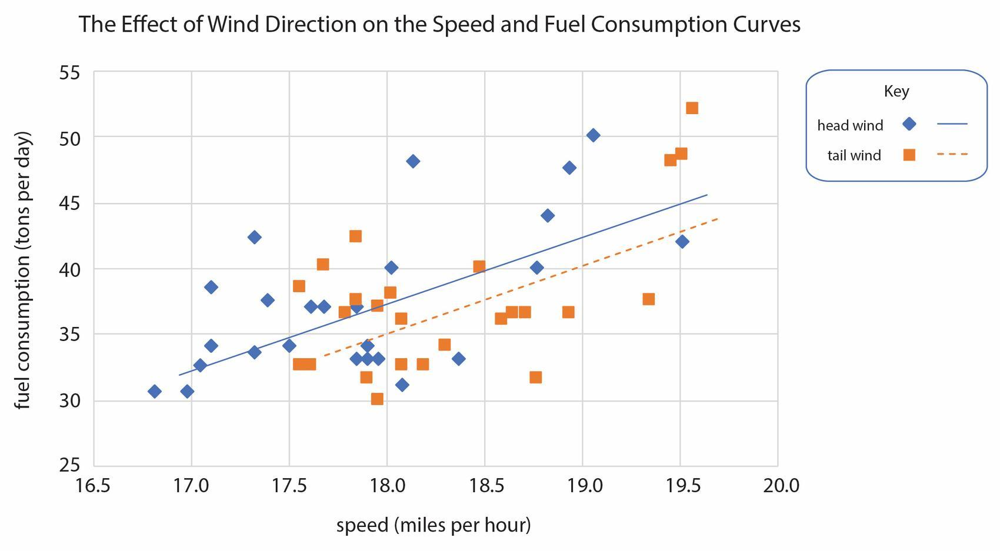 The Effect of Wind Direction on the Speed and Fuel Consumption Curves
fuel consumption (tons per day)
55
50
45
40
35
30
25
16.5 17.0 17.5 18.0 18.5 19.0 19.5 20.0
speed (miles per hour)
Key
head wind
tail wind